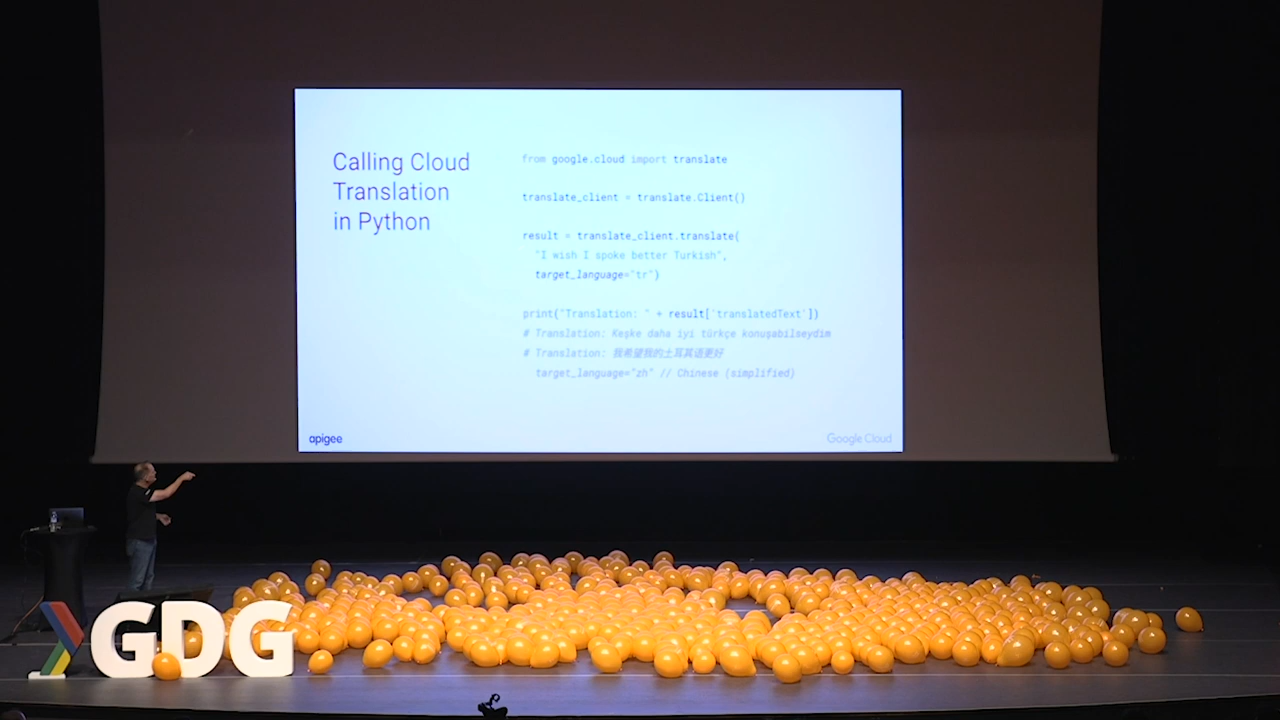 Calling Cloud
Translation
in Python
from google.cloud import translate
translate_client = translate.Client()
result = translate_client.translate(
"I wish I spoke better Turkish",
target_language="tr")
print("Translation: " + result['translatedText'])
# Translation: Keşke daha iyi türkçe konuşabilseydim
# Translation: 我希望我的土耳其语更好
target_language="zh" // Chinese (simplified)
apigee
Google Cloud
GDG